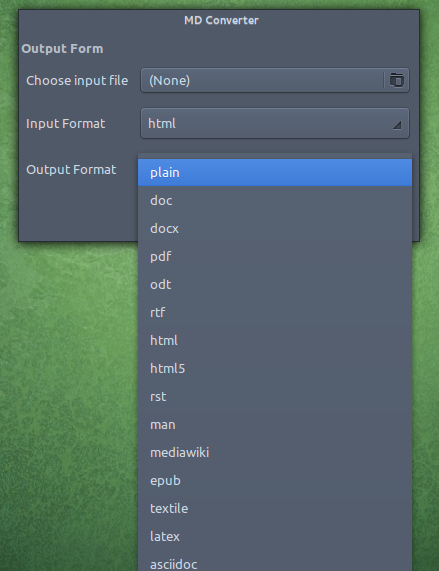 MD Converter
Output Form
Choose input file (None)
Input Format html
Output Format
plain
doc
docx
pdf
odt
rtf
html
html5
rst
man
mediawiki
epub
textile
latex
asciidoc